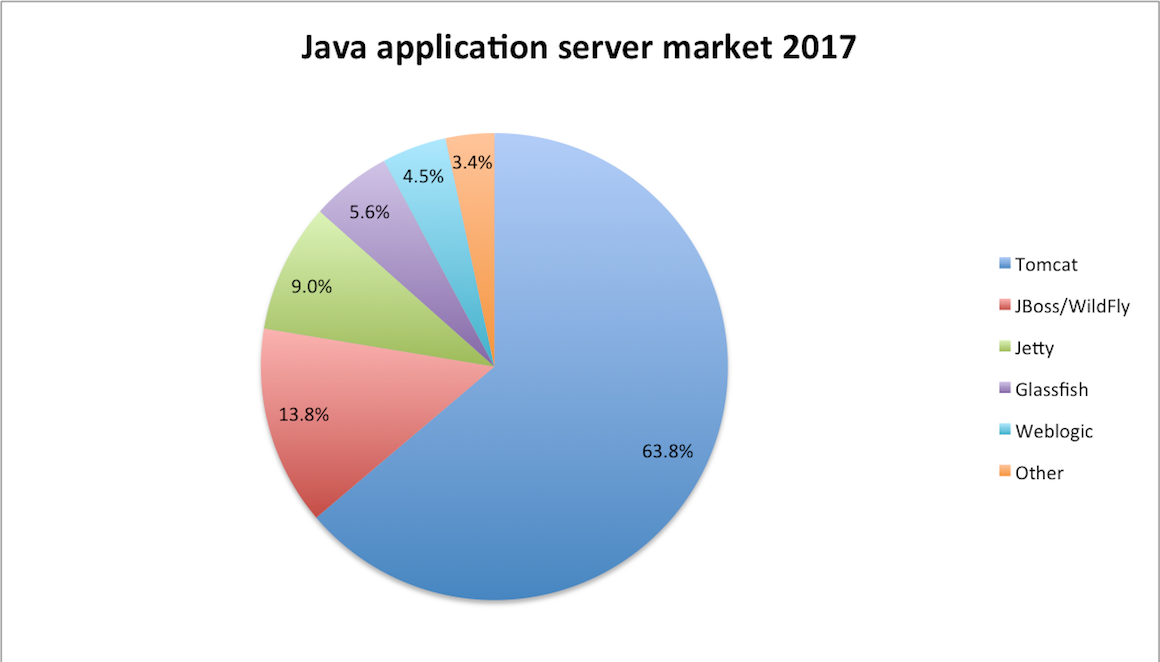 Java application server market 2017
3.4%
4.5%
5.6%
9.0%
13.8%
63.8%
Tomcat
JBoss/WildFly
Jetty
Glassfish
Weblogic
Other